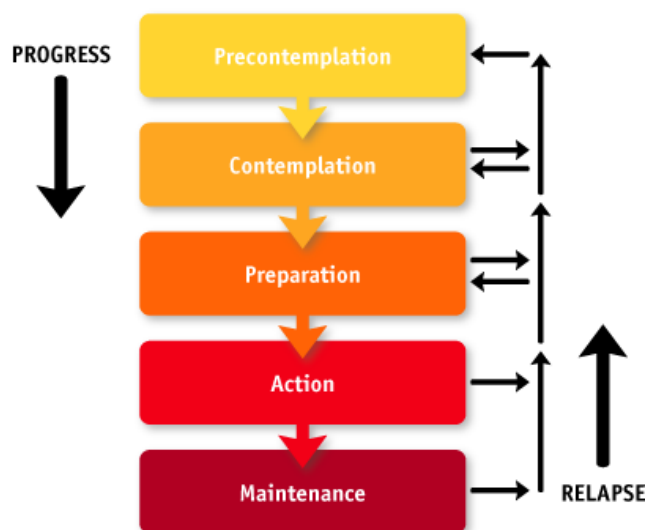 PROGRESS
Precontemplation
Contemplation
Preparation
Action
Maintenance
RELAPSE